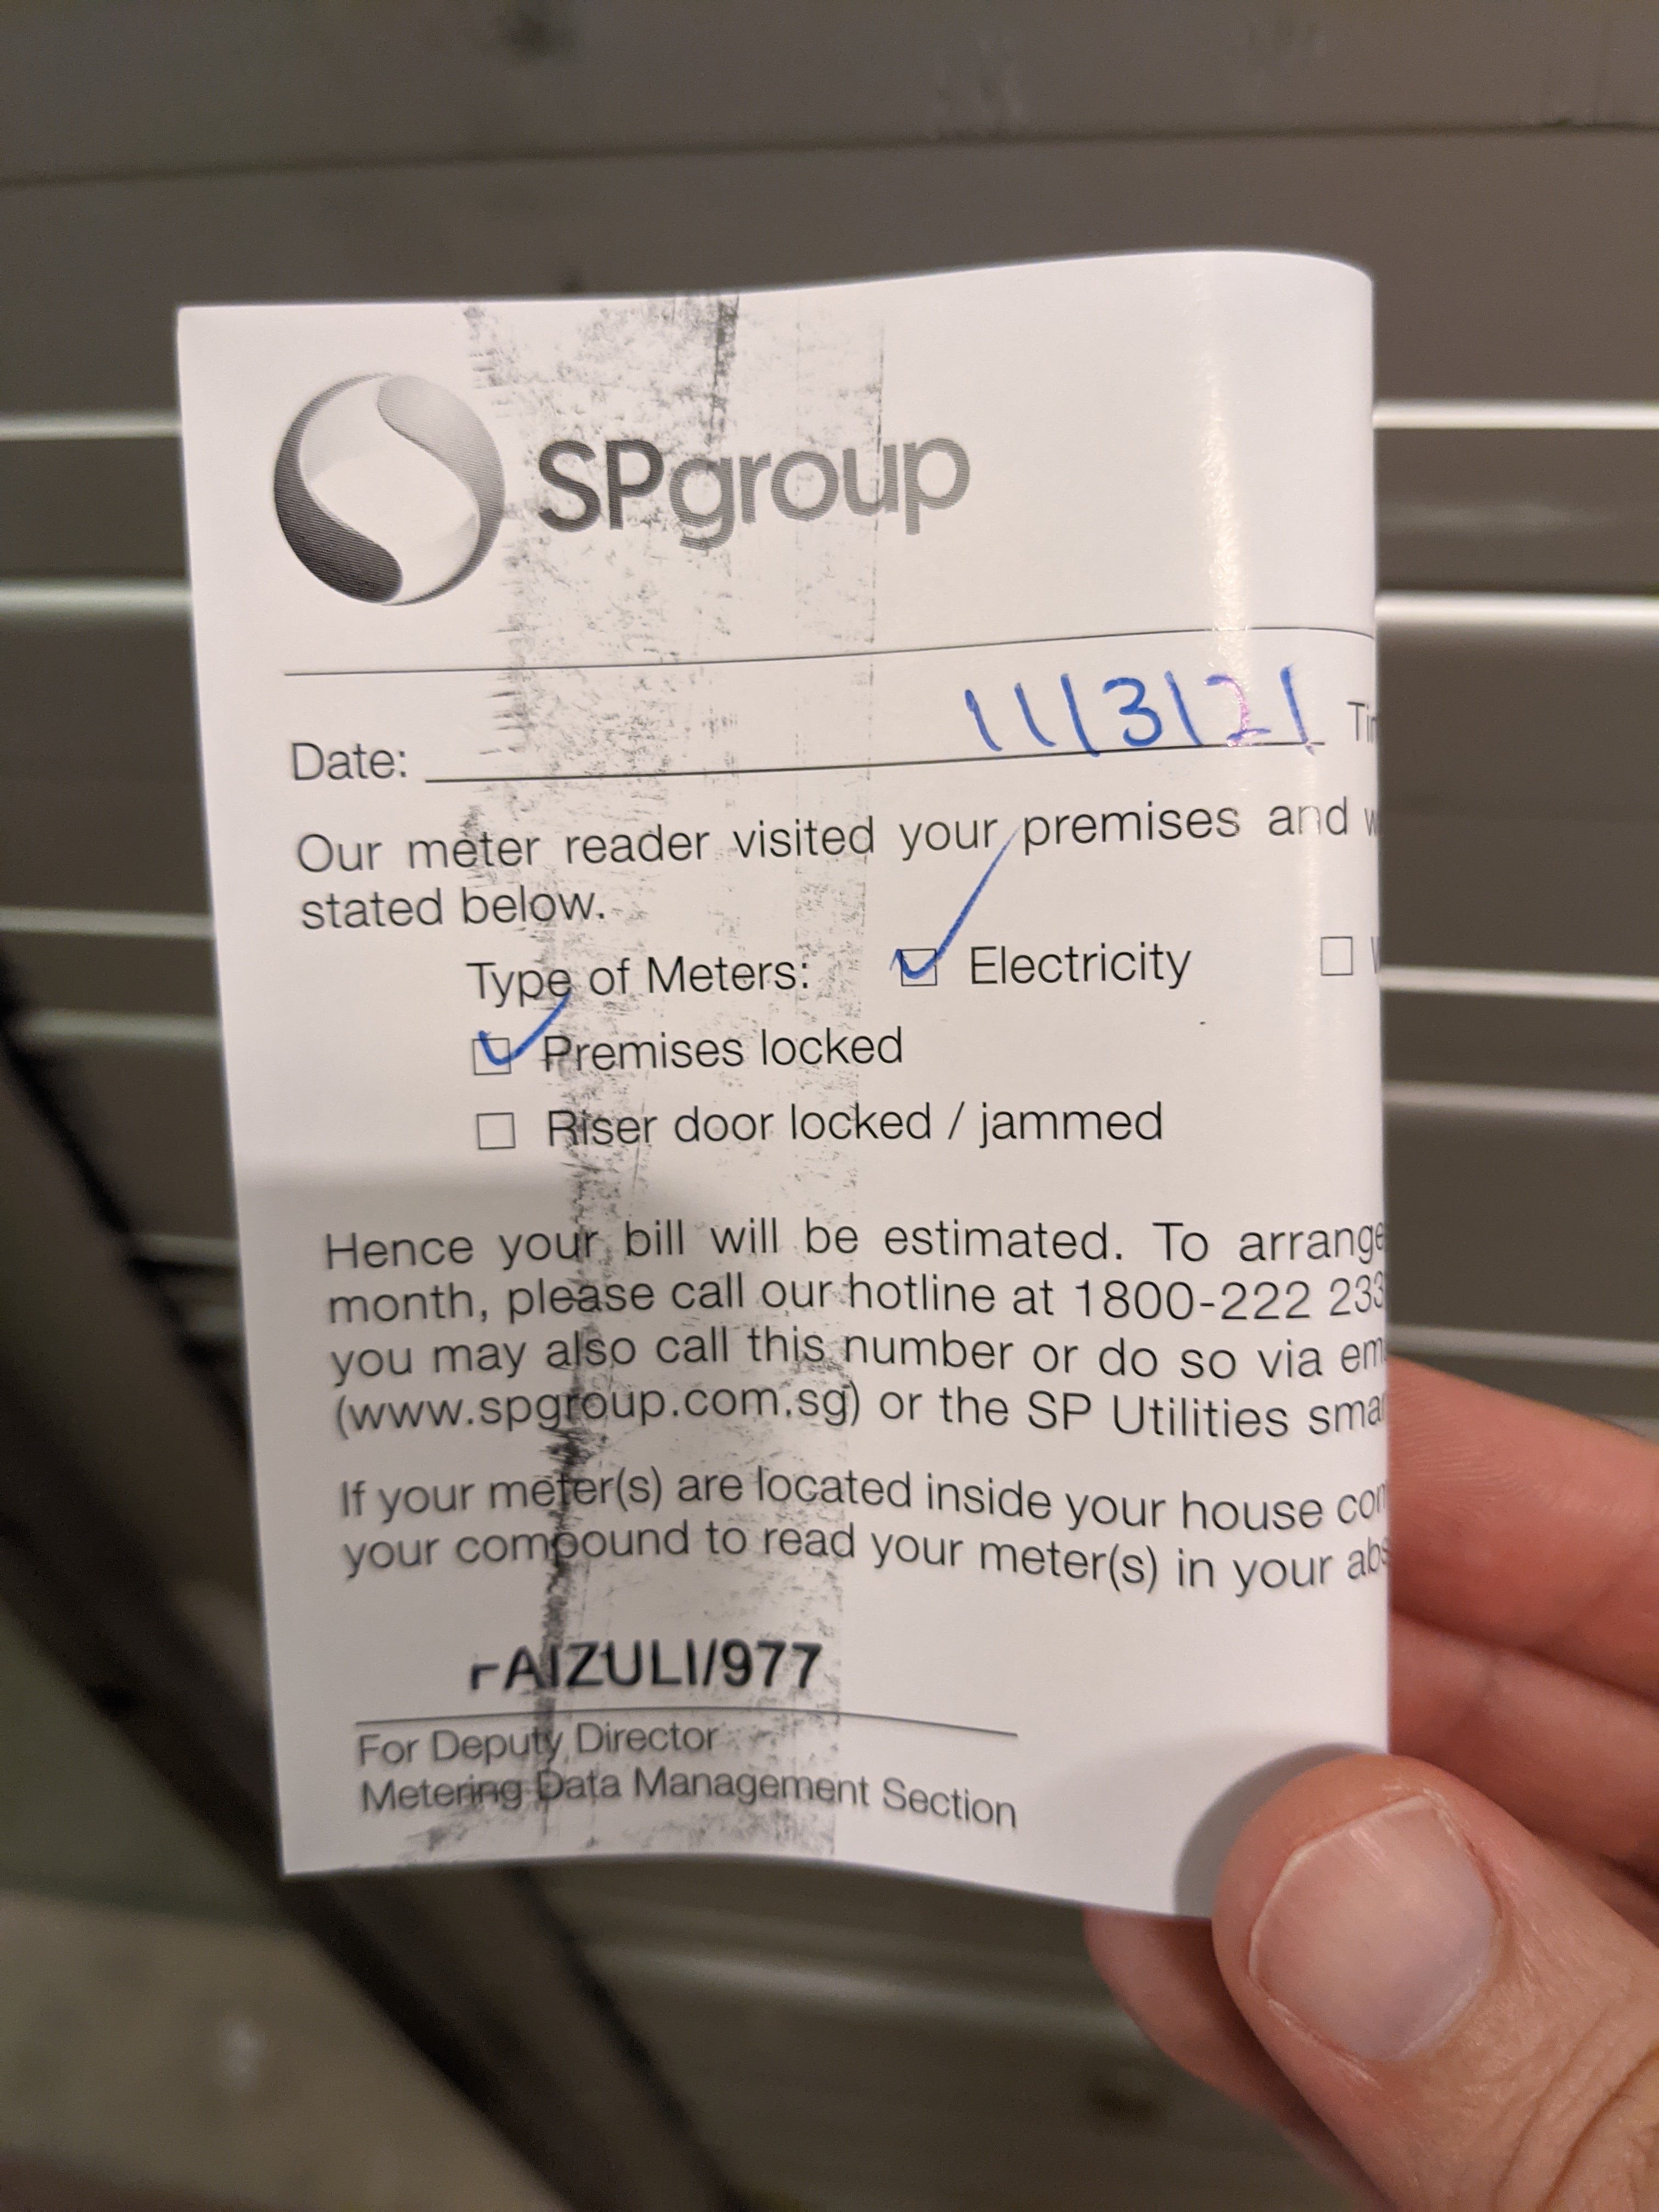 SPgroup
Date: 11/3/21
Our meter reader visited your premises and
stated below.
Type of Meters: Electricity
Premises locked
Riser door locked / jammed
Hence your bill will be estimated. To arrange
month, please call our hotline at 1800-222 233
you may also call this number or do so via
(www.spgroup.com.sg) or the SP Utilities
If your meter(s) are located inside your house
your compound to read your meter(s) in your
FAIZULI/977
For Deputy Director
Metering Data Management Section